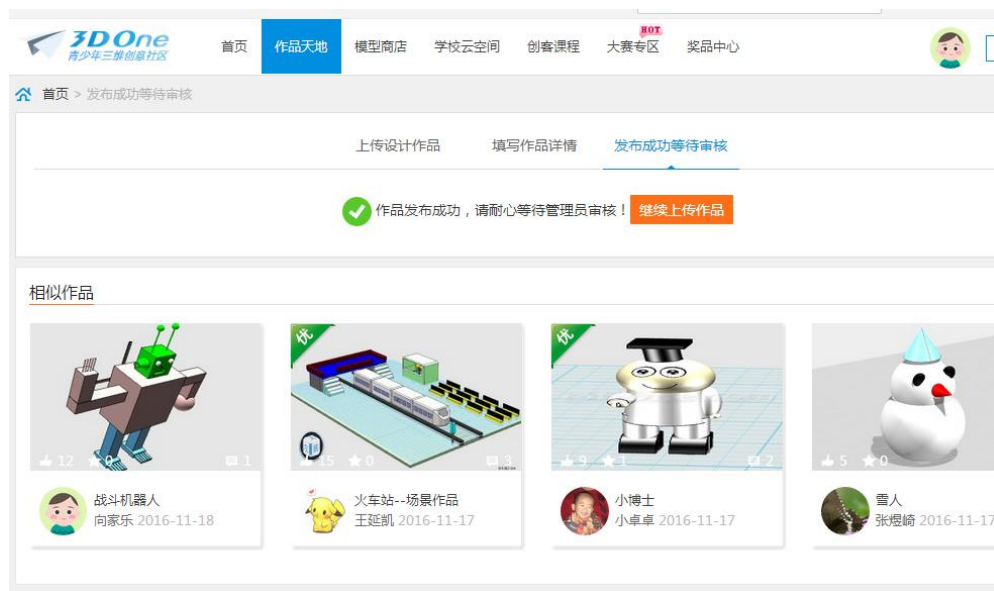 3D One
青少年三维创意社区
首页 作品天地 模型商店 学校云空间 创客课程 大赛专区 HOT 奖品中心
首页 > 发布成功等待审核
上传设计作品 填写作品详情 发布成功等待审核
作品发布成功，请耐心等待管理员审核！ 继续上传作品
相似作品
优 优
12 0 1 15 0 3 9 1 2 5 0
战斗机器人 火车站--场景作品 小博士 雪人
向家乐 2016-11-18 王延凯 2016-11-17 小卓卓 2016-11-17 张煜崎 2016-11-17